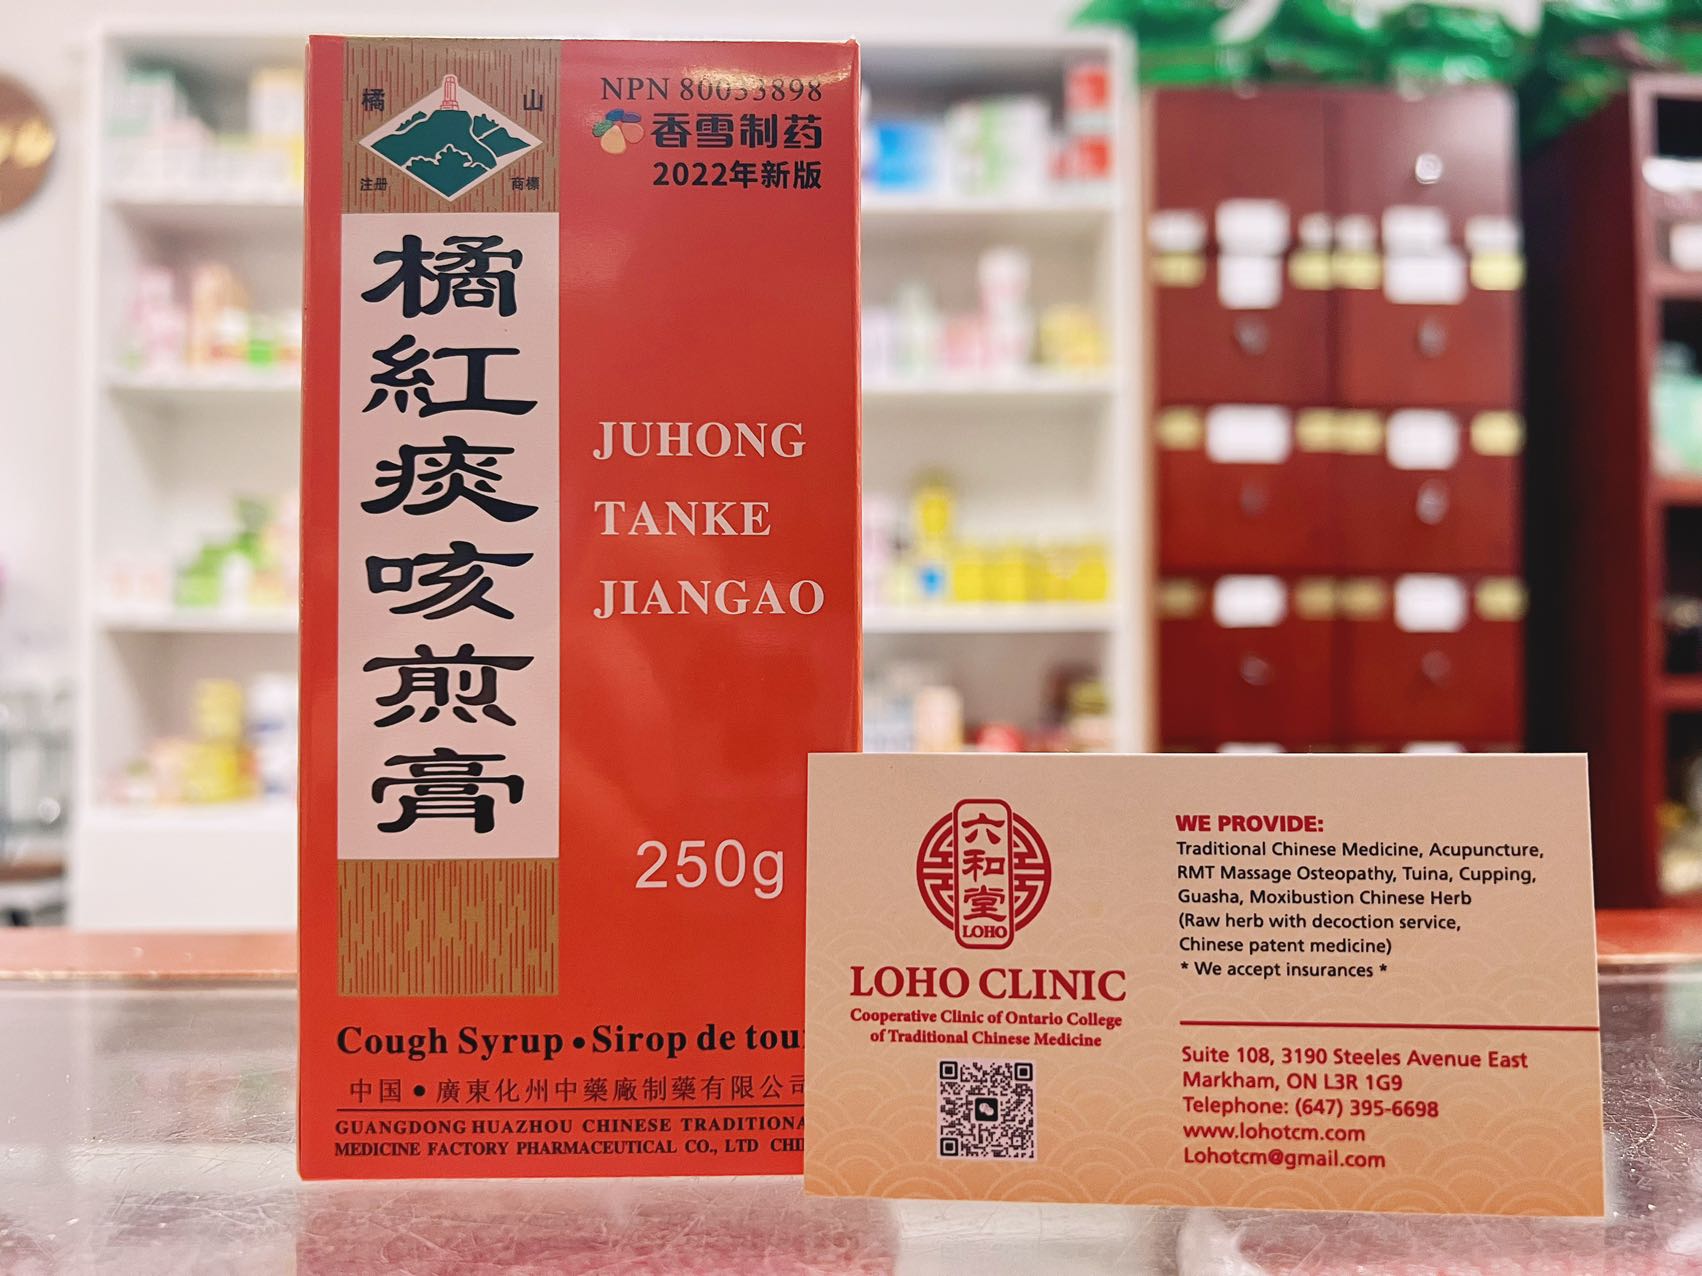 橘 山
注册 商標
NPN 80033898
香雪制药
2022年新版
橘紅痰咳煎膏
JUHONG
TANKE
JIANGAO
250g
Cough Syrup • Sirop de tou
中国 • 廣東化州中藥廠制藥有限公司
GUANGDONG HUAZHOU CHINESE TRADITIONA
MEDICINE FACTORY PHARMACEUTICAL CO., LTD CHI
六和堂
LOHO
LOHO CLINIC
Cooperative Clinic of Ontario College
of Traditional Chinese Medicine
WE PROVIDE:
Traditional Chinese Medicine, Acupuncture,
RMT Massage Osteopathy, Tuina, Cupping,
Guasha, Moxibustion Chinese Herb
(Raw herb with decoction service,
Chinese patent medicine)
* We accept insurances *
Suite 108, 3190 Steeles Avenue East
Markham, ON L3R 1G9
Telephone: (647) 395-6698
www.lohotcm.com
Lohotcm@gmail.com